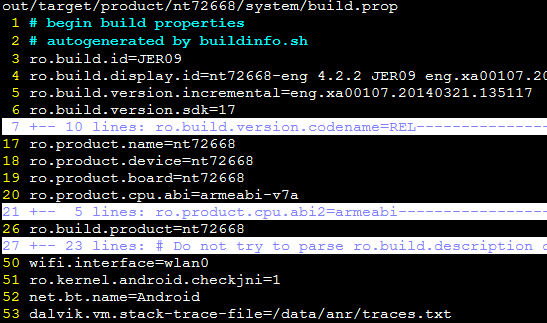 out/target/product/nt72668/system/build.prop
1 # begin build properties
2 # autogenerated by buildinfo.sh
3 ro.build.id=JER09
4 ro.build.display.id=nt72668-eng 4.2.2 JER09 eng.xa00107.20
5 ro.build.version.incremental=eng.xa00107.20140321.135117
6 ro.build.version.sdk=17
7 +-- 10 lines: ro.build.version.codename=REL----------------
17 ro.product.name=nt72668
18 ro.product.device=nt72668
19 ro.product.board=nt72668
20 ro.product.cpu.abi=armeabi-v7a
21 +-- 5 lines: ro.product.cpu.abi2=armeabi------------------
26 ro.build.product=nt72668
27 +-- 23 lines: # Do not try to parse ro.build.description
50 wifi.interface=wlan0
51 ro.kernel.android.checkjni=1
52 net.bt.name=Android
53 dalvik.vm.stack-trace-file=/data/anr/traces.txt